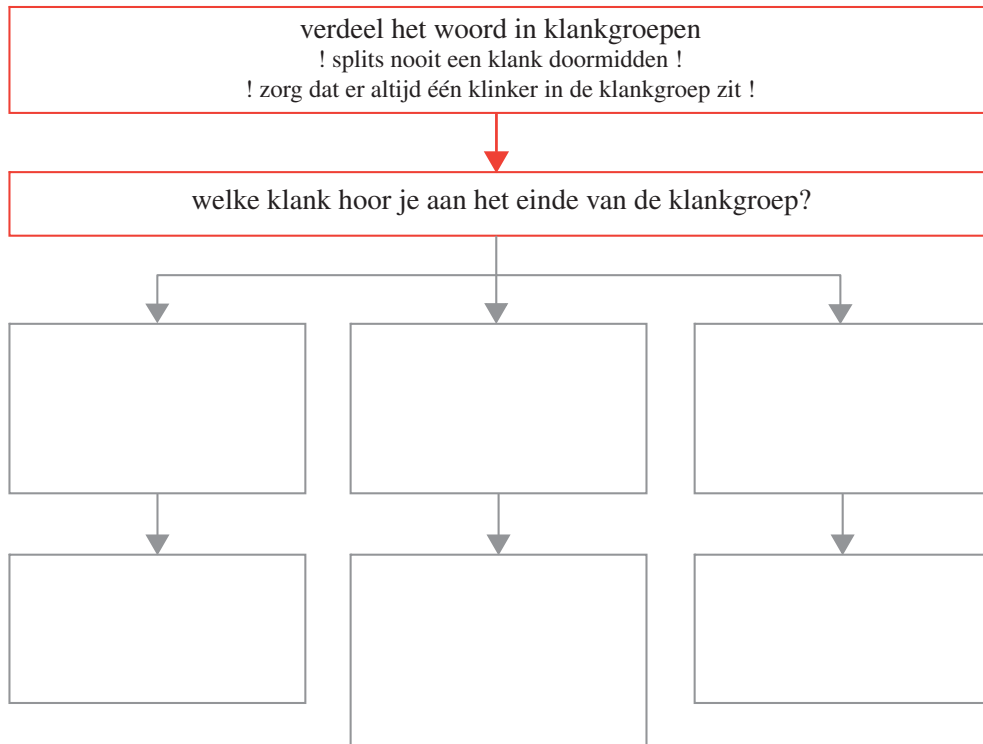 verdeel het woord in klankgroepen
! splits nooit een klank doormidden !
! zorg dat er altijd één klinker in de klankgroep zit !
welke klank hoor je aan het einde van de klankgroep?